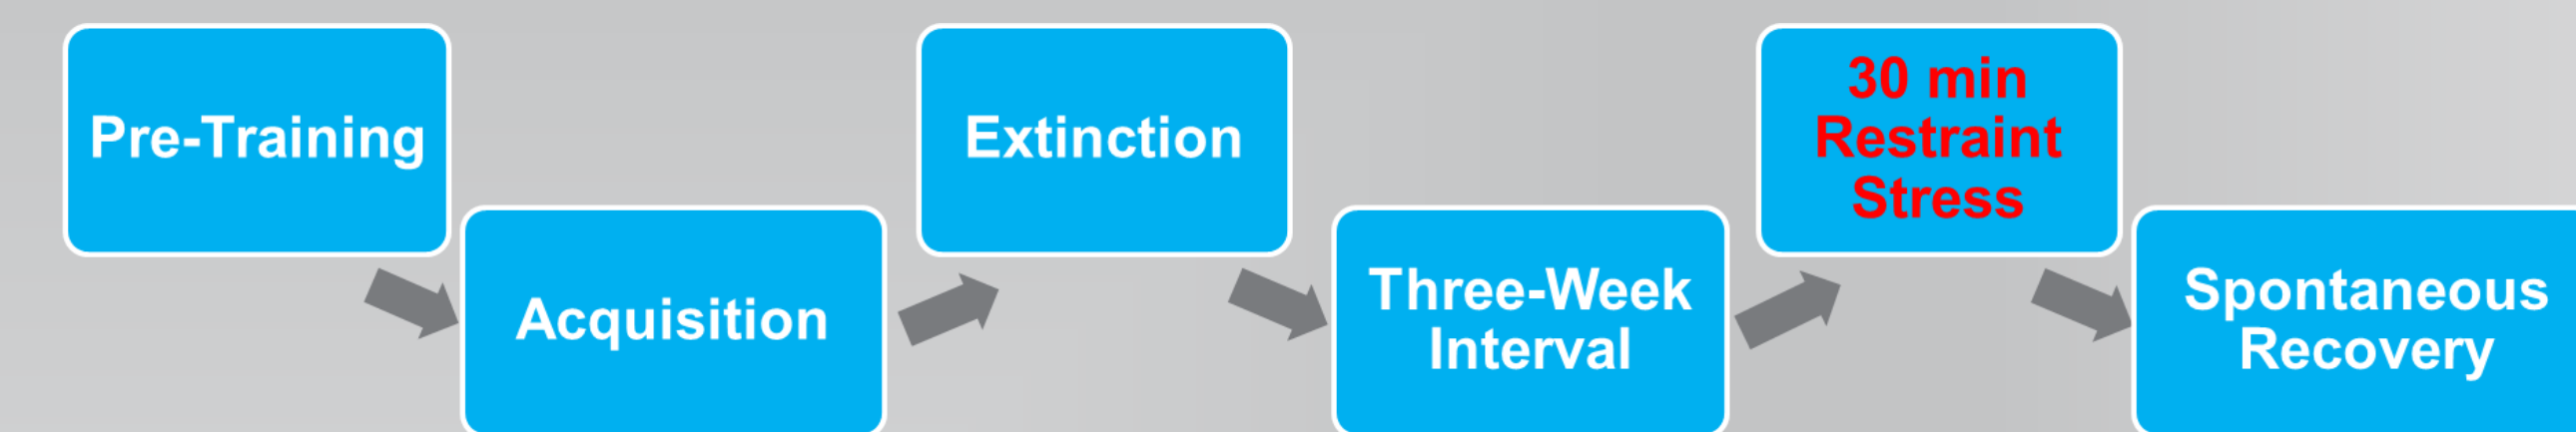 Pre-Training
Acquisition
Extinction
Three-Week
Interval
30 min
Restraint
Stress
Spontaneous
Recovery